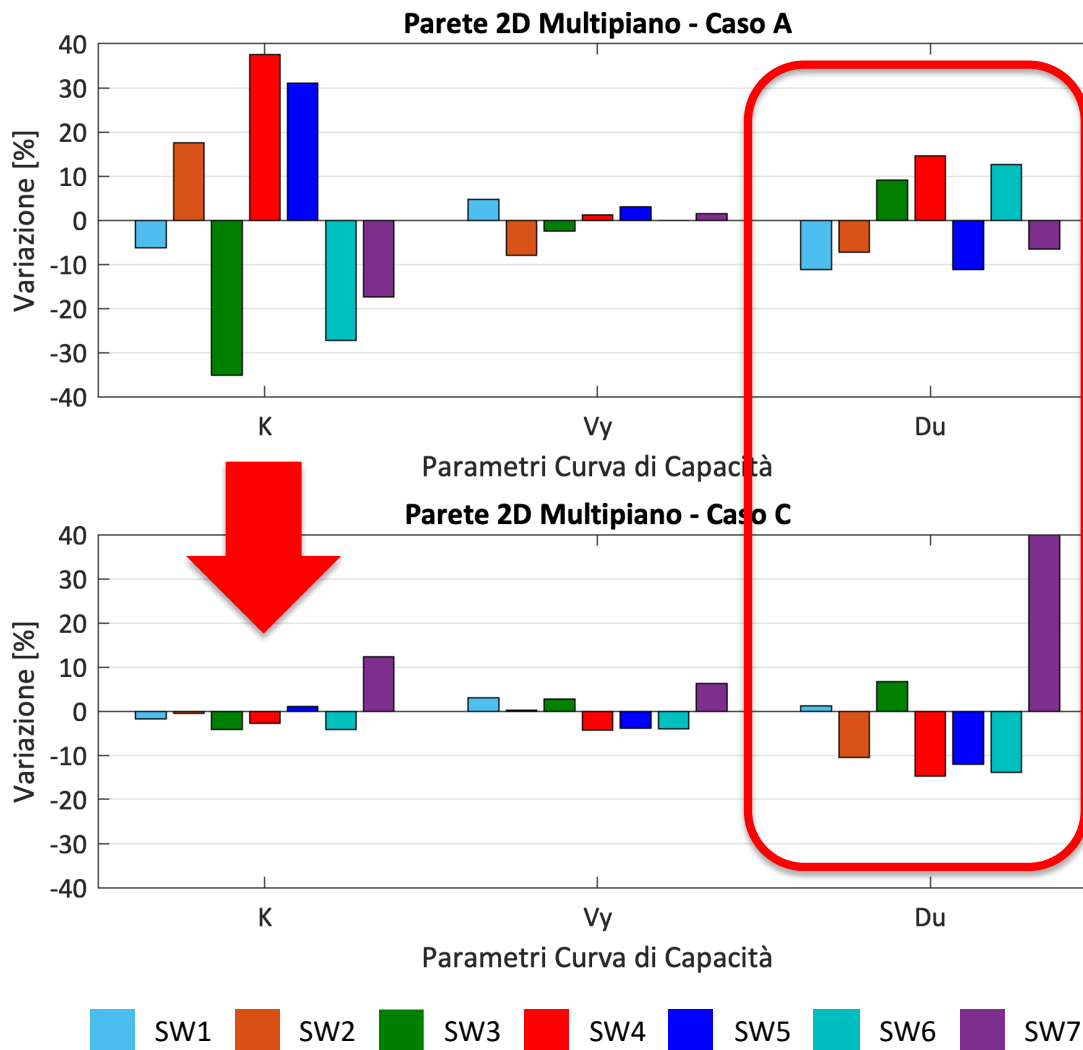 Parete 2D Multipiano - Caso A
Variazione [%]
40
30
20
10
0
-10
-20
-30
-40
K Vy Du
Parametri Curva di Capacità
Parete 2D Multipiano - Caso C
Variazione [%]
40
30
20
10
0
-10
-20
-30
-40
K Vy Du
Parametri Curva di Capacità
SW1 SW2 SW3 SW4 SW5 SW6 SW7